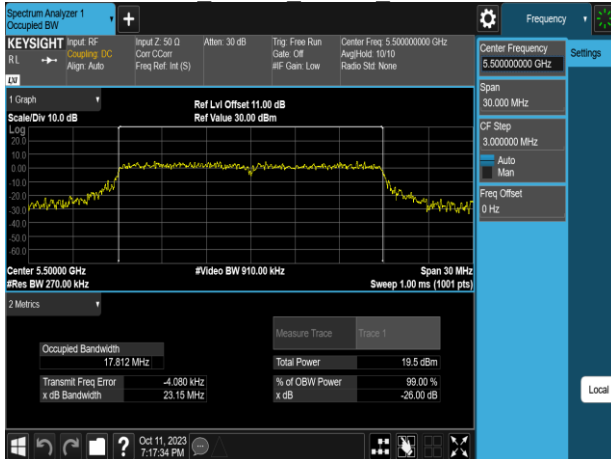 Spectrum Analyzer 1
Occupied BW
Frequency
KEYSIGHT
RL
LXI
Input: RF
Coupling: DC
Align: Auto
Input Z: 50 Ω
Corr CCorr
Freq Ref: Int (S)
Atten: 30 dB
Trig: Free Run
Gate: Off
#IF Gain: Low
Center Freq: 5.500000000 GHz
Avg|Hold: 10/10
Radio Std: None
Center Frequency
5.500000000 GHz
Settings
Span
30.000 MHz
CF Step
3.000000 MHz
Auto
Man
Freq Offset
0 Hz
Local
1 Graph
Scale/Div 10.0 dB
Ref Lvl Offset 11.00 dB
Ref Value 30.00 dBm
Log
20.0
10.0
0.00
-10.0
-20.0
-30.0
-40.0
-50.0
-60.0
Center 5.50000 GHz
#Res BW 270.00 kHz
#Video BW 910.00 kHz
Span 30 MHz
Sweep 1.00 ms (1001 pts)
2 Metrics
Measure Trace
Trace 1
Occupied Bandwidth
17.812 MHz
Total Power
19.5 dBm
Transmit Freq Error
-4.080 kHz
% of OBW Power
99.00 %
x dB Bandwidth
23.15 MHz
x dB
-26.00 dB
?
Oct 11, 2023
7:17:34 PM